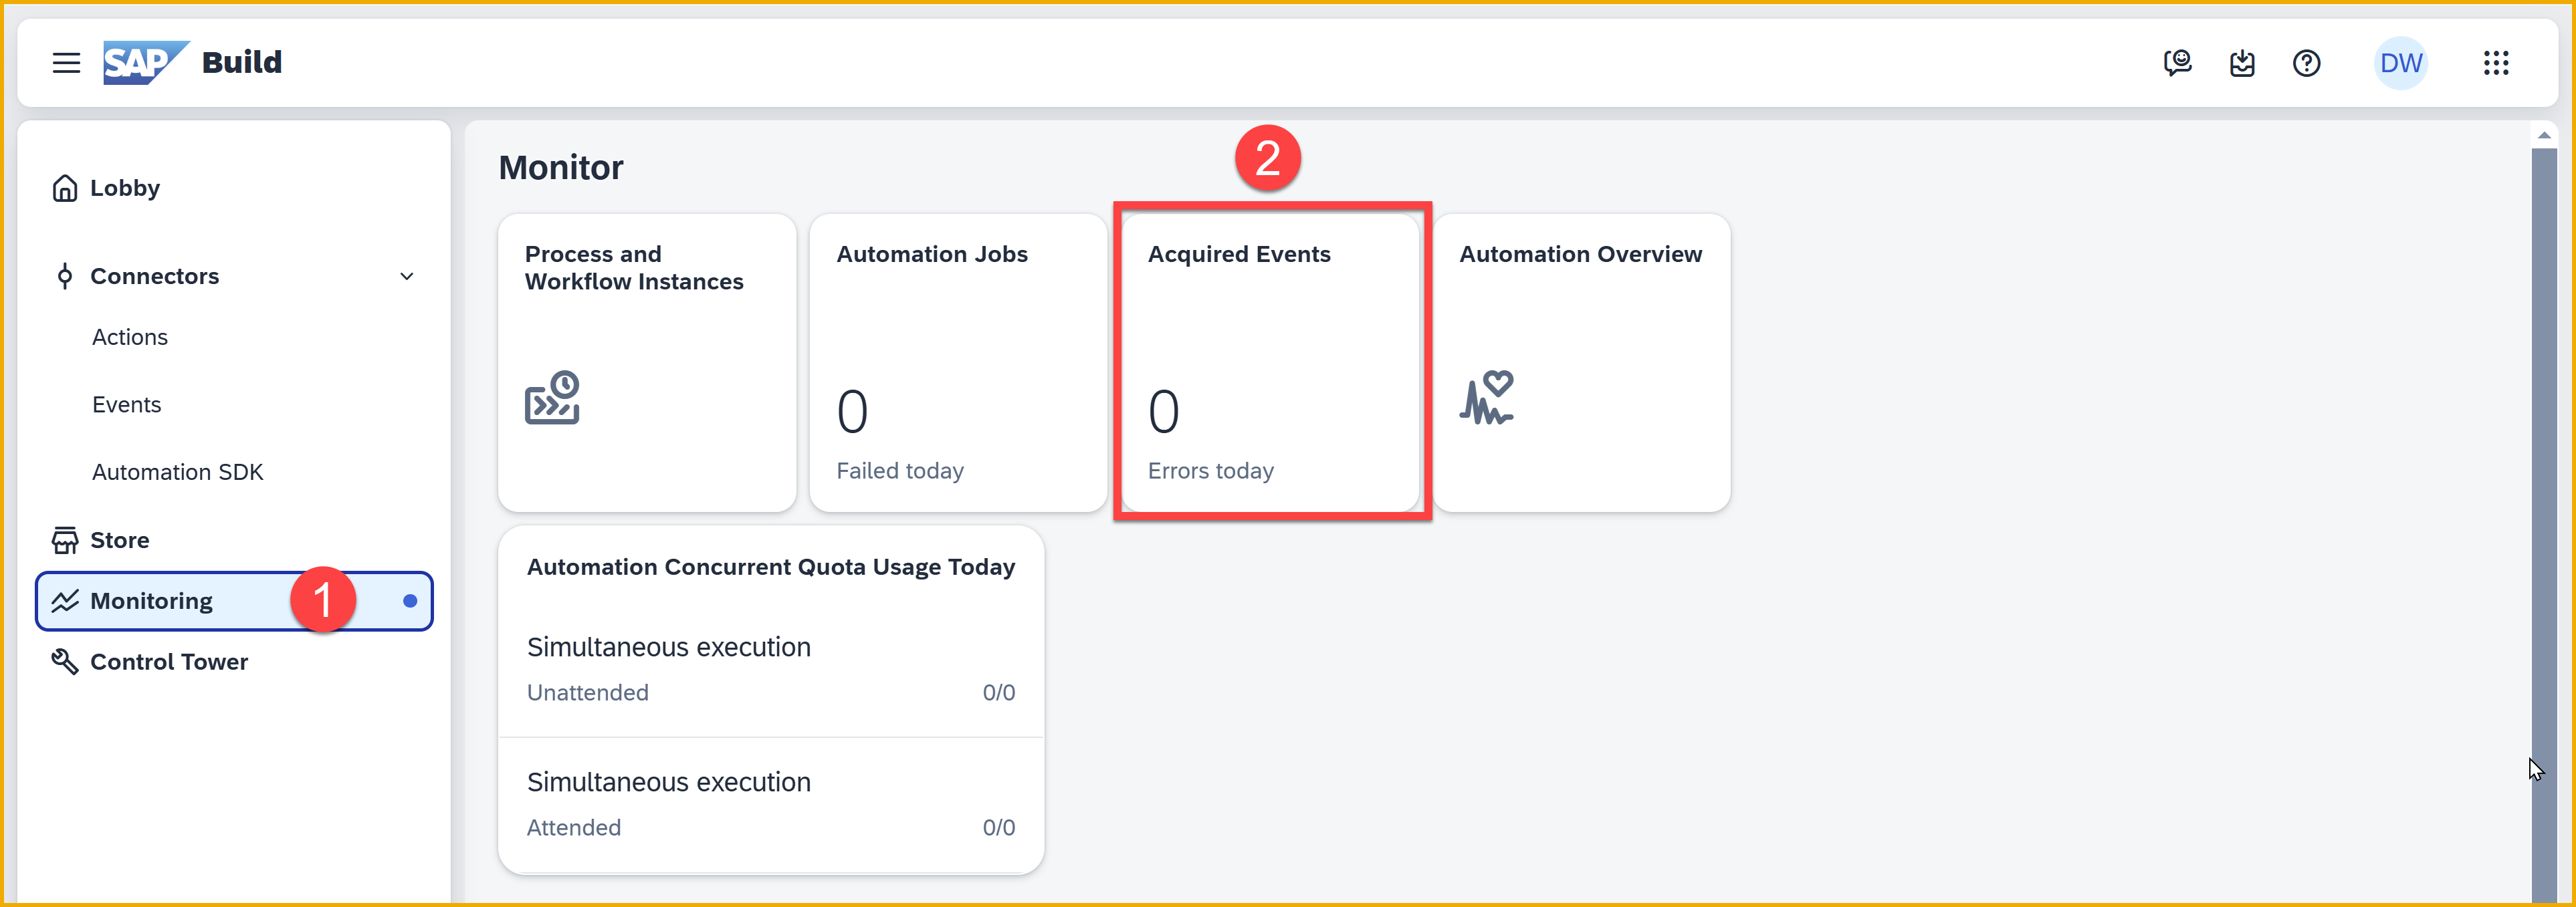 SAP Build
DW
Lobby
Connectors
Actions
Events
Automation SDK
Store
Monitoring
1
Control Tower
Monitor
2
Process and
Workflow Instances
Automation Jobs
0
Failed today
Acquired Events
0
Errors today
Automation Overview
Automation Concurrent Quota Usage Today
Simultaneous execution
Unattended 0/0
Simultaneous execution
Attended 0/0